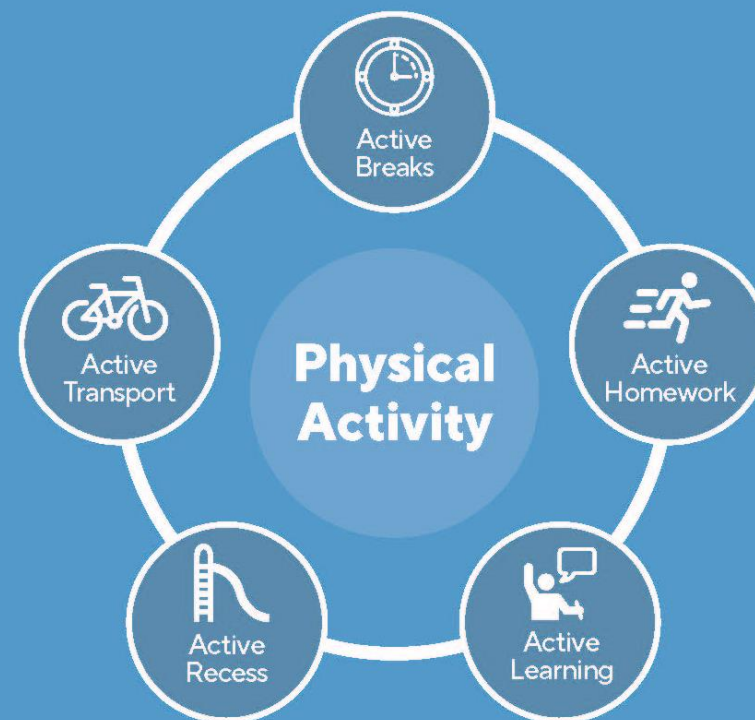 Active
Breaks
Active
Transport
Physical
Activity
Active
Homework
Active
Recess
Active
Learning